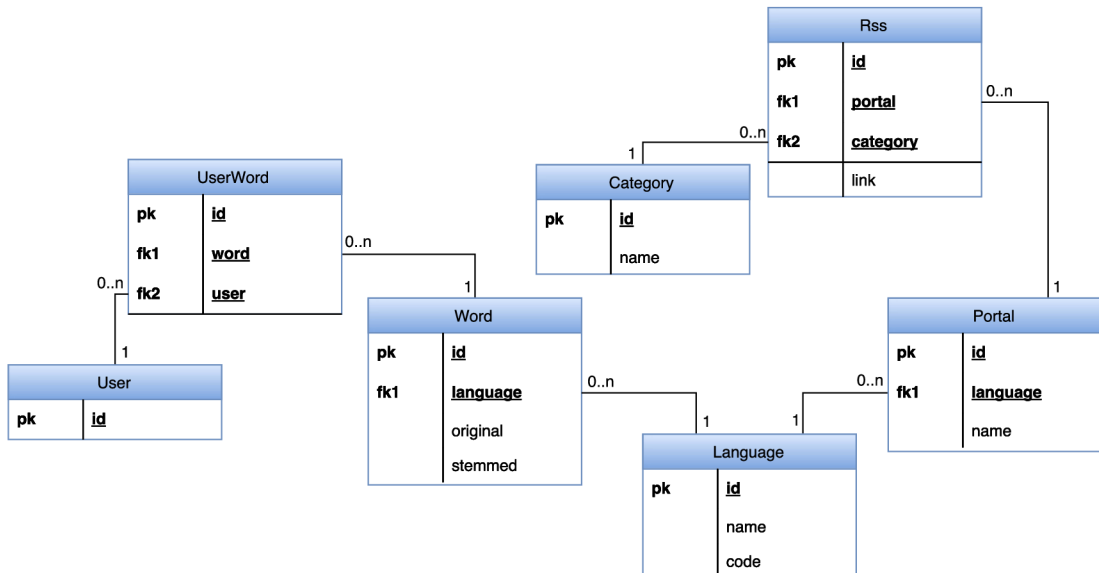 Rss
pk id
fk1 portal
fk2 category
link
0..n
0..n
1
Category
pk id
name
UserWord
pk id
fk1 word
fk2 user
0..n
0..n
1
1
User
pk id
Word
pk id
fk1 language
original
stemmed
0..n
1
1
Portal
pk id
fk1 language
name
0..n
1
Language
pk id
name
code